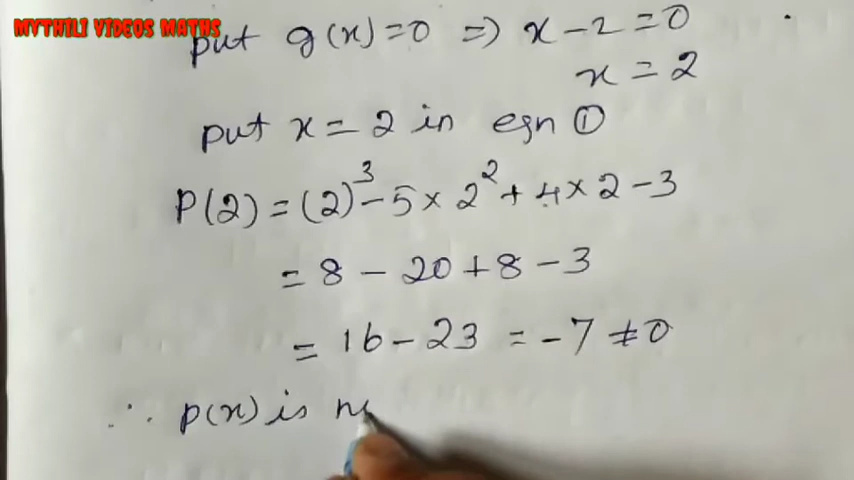 MYTHILI VIDEOS MATHS
put g(x)=0 => x-2=0
x = 2
put x = 2 in eqn ①
P(2) = (2)³ - 5 × 2² + 4 × 2 - 3
= 8 - 20 + 8 - 3
= 16 - 23 = -7 ≠ 0
∴ p(x) is